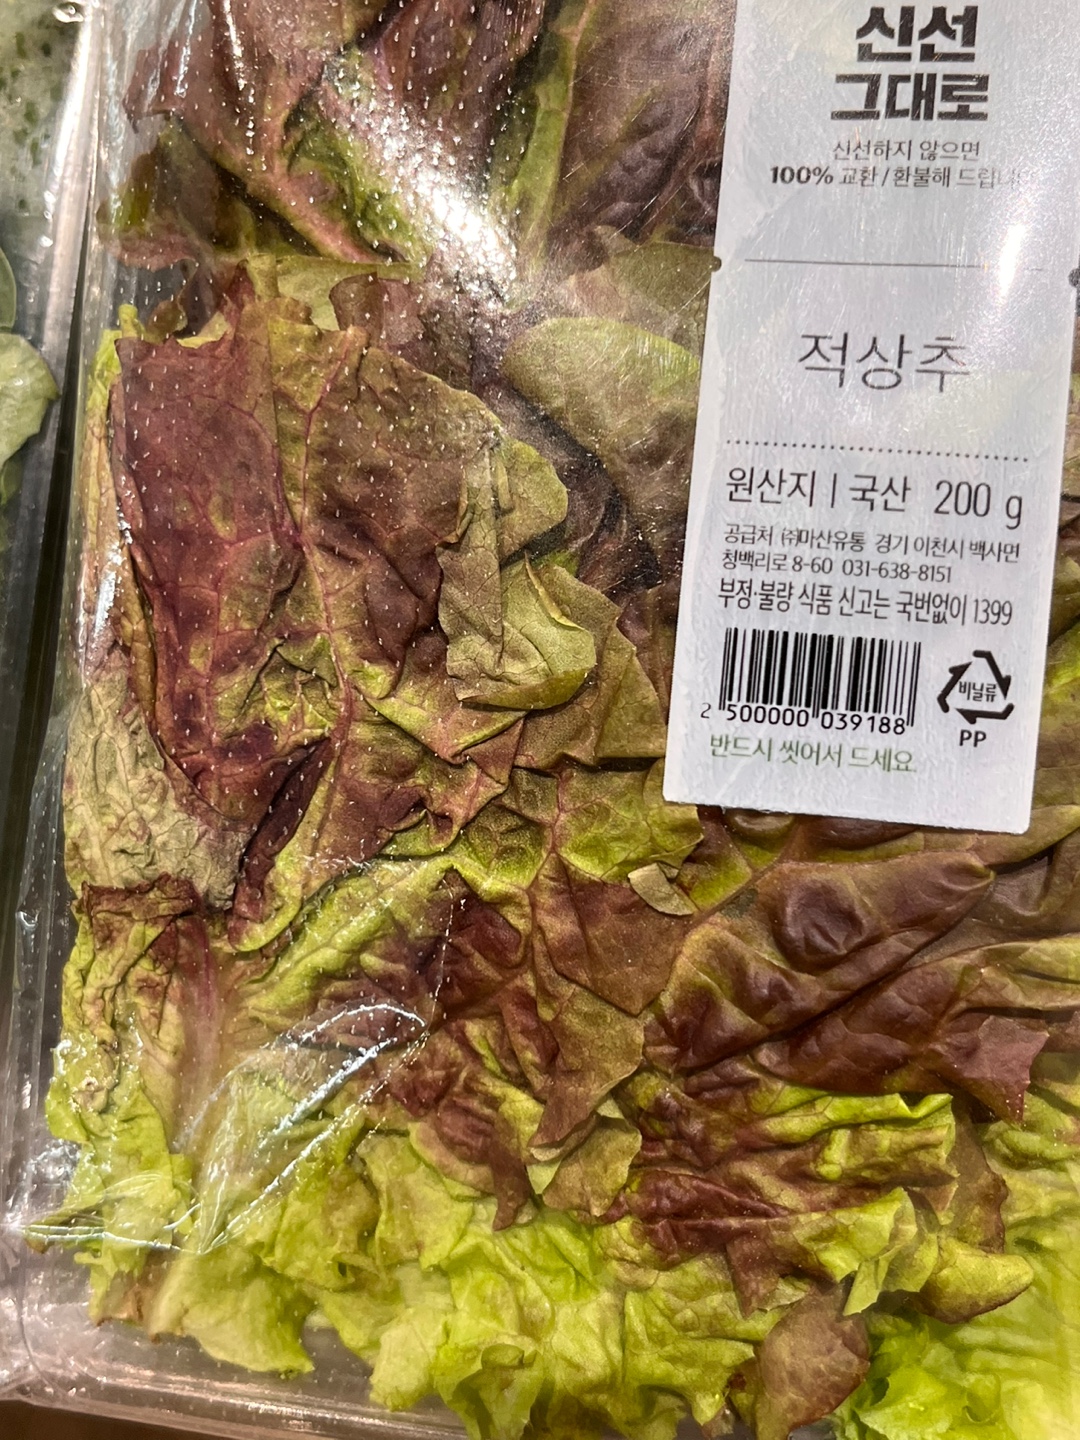 신선
그대로
신선하지 않으면
100% 교환/환불해 드립니다
적상추
원산지 | 국산 200 g
공급처 ㈜마산유통 경기 이천시 백사면
청백리로 8-60 031-638-8151
부정·불량 식품 신고는 국번없이 1399
비닐류
PP
2 500000 039188
반드시 씻어서 드세요.